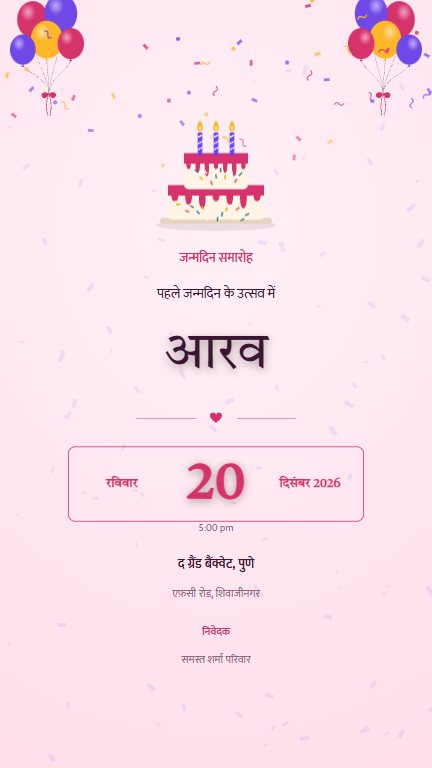 जन्मदिन समारोह
पहले जन्मदिन के उत्सव में
आरव
रविवार 20 दिसंबर 2026
5:00 pm
द ग्रैंड बैंक्वेट, पुणे
एफ़सी रोड, शिवाजीनगर
निवेदक
समस्त शर्मा परिवार